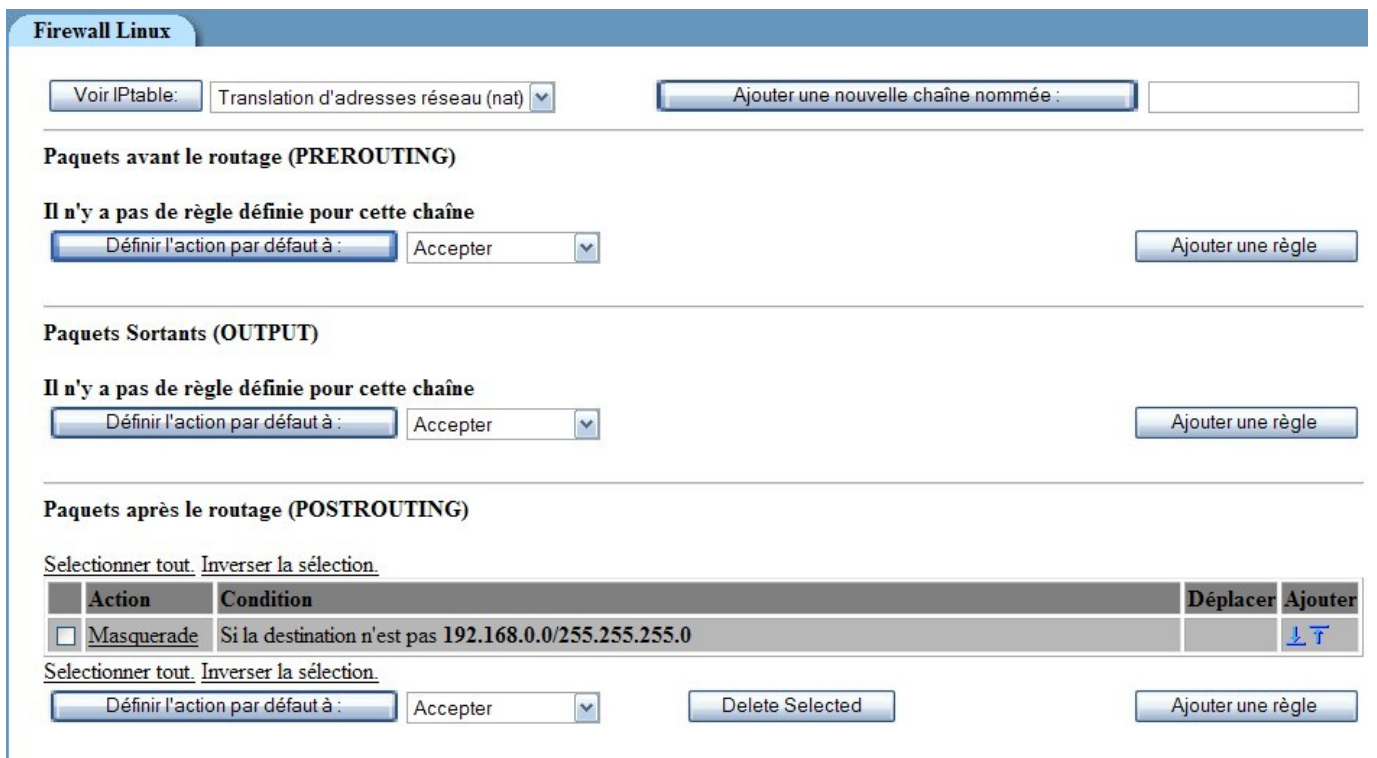 Firewall Linux
Voir IPtable: Translation d'adresses réseau (nat) Ajouter une nouvelle chaîne nommée :
Paquets avant le routage (PREROUTING)
Il n'y a pas de règle définie pour cette chaîne
Définir l'action par défaut à : Accepter Ajouter une règle
Paquets Sortants (OUTPUT)
Il n'y a pas de règle définie pour cette chaîne
Définir l'action par défaut à : Accepter Ajouter une règle
Paquets après le routage (POSTROUTING)
Selectionner tout. Inverser la sélection.
Action Condition Déplacer Ajouter
Masquerade Si la destination n'est pas 192.168.0.0/255.255.255.0
Selectionner tout. Inverser la sélection.
Définir l'action par défaut à : Accepter Delete Selected Ajouter une règle